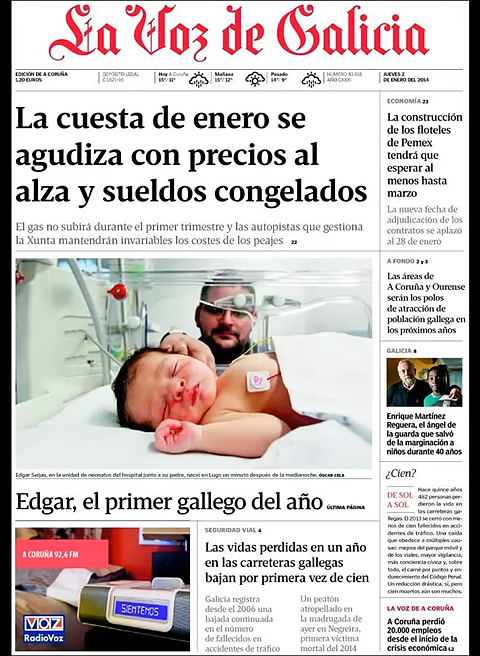 La Voz de Galicia
EDICIÓN DE A CORUÑA
1,20 EUROS
DEPÓSITO LEGAL
Hoy A Coruña
15º/11º
Mañana
15º/12º
Pasado
14º/9º
NÚMERO
JUEVES 2
DE ENERO DEL 2014
La cuesta de enero se
agudiza con precios al
alza y sueldos congelados
El gas no subirá durante el primer trimestre y las autopistas que gestiona
la Xunta mantendrán invariables los costes de los peajes 22
Edgar Seijas, en la unidad de neonatos del hospital junto a su padre, nació en Lugo un minuto después de la medianoche. ÓSCAR CELA
Edgar, el primer gallego del año ÚLTIMA PÁGINA
A CORUÑA 92,6 FM
SIENTENOS
VOZ
RadioVoz
SEGURIDAD VIAL 4
Las vidas perdidas en un año
en las carreteras gallegas
bajan por primera vez de cien
Galicia registra
desde el 2006 una
bajada continuada
en el número
de fallecidos en
accidentes de tráfico
Un peatón
atropellado en
la madrugada de
ayer en Negreira,
primera víctima
mortal del 2014
ECONOMÍA 23
La construcción
de los floteles
de Pemex
tendrá que
esperar al
menos hasta
marzo
La nueva fecha de
adjudicación de los
contratos se aplazó
al 28 de enero
A FONDO 2 y 3
Las áreas de
A Coruña y Ourense
serán los polos
de atracción de
población gallega en
los próximos años
GALICIA 8
Enrique Martínez
Reguera, el ángel de
la guarda que salvó
de la marginación a
niños durante 40 años
¿Cien?
DE SOL
A SOL
Hace quince años
482 personas per-
dieron la vida en
las carreteras ga-
llegas. El 2013 se cerró con me-
nos de cien fallecidos en acci-
dentes de tráfico. Una caída
que obedece a múltiples cau-
sas: mejora del parque móvil y
de los viales, mayor vigilancia,
más conciencia cívica y, sobre
todo, el carné por puntos y en-
durecimiento del Código Penal.
Un reducción drástica, sí, pero
cien muertos aún son muchos.
LA VOZ DE A CORUÑA
A Coruña perdió
20.000 empleos
desde el inicio de la
crisis económica L2